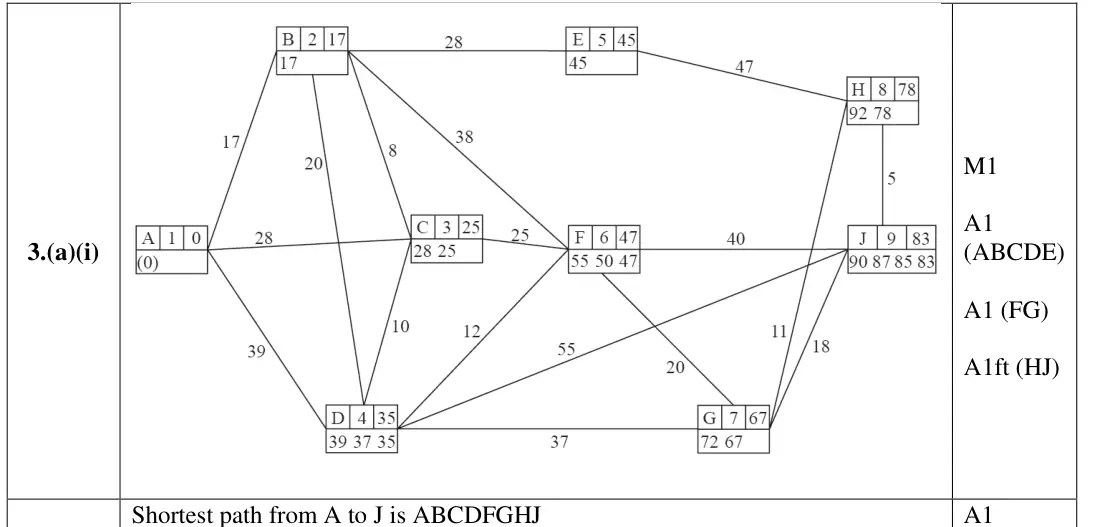 B 2 17
17
28
E 5 45
45
47
H 8 78
92 78
17
20
8
38
5
M1
A1
(ABCDE)
A1 (FG)
A1ft (HJ)
3.(a)(i)
A 1 0
(0)
28
C 3 25
28 25
25
F 6 47
55 50 47
40
J 9 83
90 87 85 83
39
10
12
55
20
11
18
D 4 35
39 37 35
37
G 7 67
72 67
Shortest path from A to J is ABCDFGHJ
A1